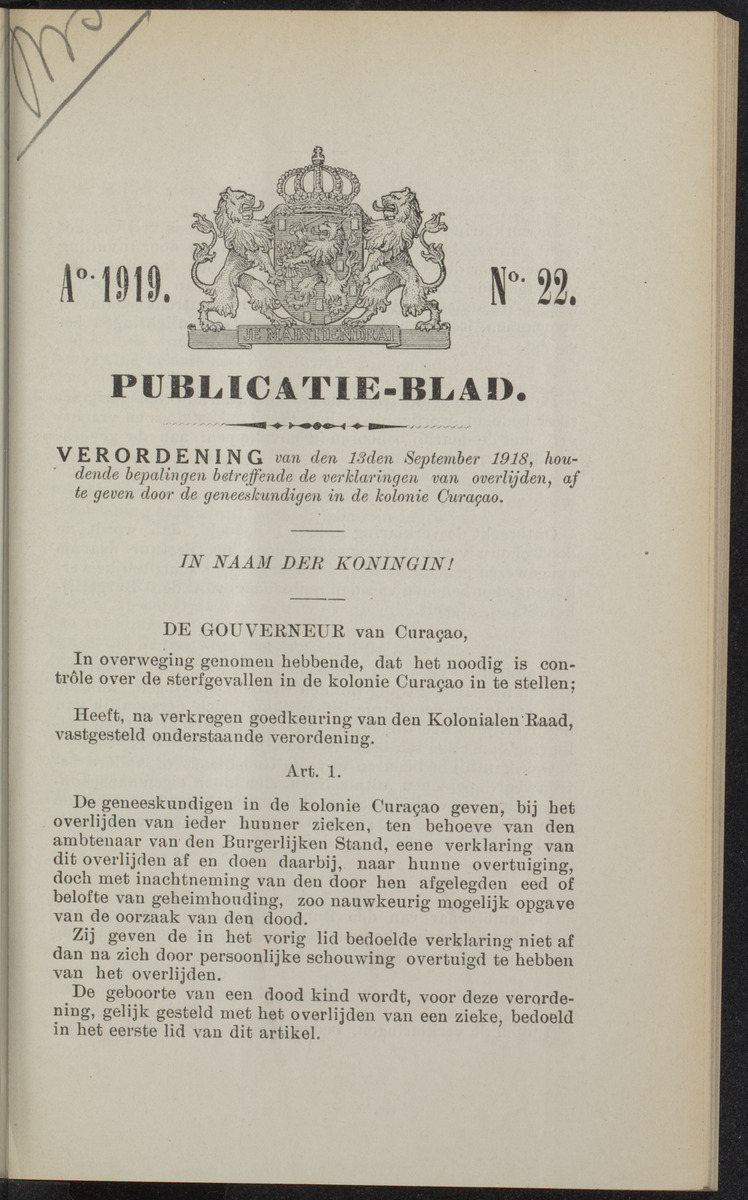 Aº. 1919.
Nº. 22.
JE MAINTIENDRAI
PUBLICATIE-BLAD.
VERORDENING van den 13den September 1918, hou-
dende bepalingen betreffende de verklaringen van overlijden, af
te geven door de geneeskundigen in de kolonie Curaçao.
IN NAAM DER KONINGIN!
DE GOUVERNEUR van Curaçao,
In overweging genomen hebbende, dat het noodig is con-
trôle over de sterfgevallen in de kolonie Curaçao in te stellen;
Heeft, na verkregen goedkeuring van den Kolonialen Raad,
vastgesteld onderstaande verordening.
Art. 1.
De geneeskundigen in de kolonie Curaçao geven, bij het
overlijden van ieder hunner zieken, ten behoeve van den
ambtenaar van den Burgerlijken Stand, eene verklaring van
dit overlijden af en doen daarbij, naar hunne overtuiging,
doch met inachtneming van den door hen afgelegden eed of
belofte van geheimhouding, zoo nauwkeurig mogelijk opgave
van de oorzaak van den dood.
Zij geven de in het vorig lid bedoelde verklaring niet af
dan na zich door persoonlijke schouwing overtuigd te hebben
van het overlijden.
De geboorte van een dood kind wordt, voor deze verorde-
ning, gelijk gesteld met het overlijden van een zieke, bedoeld
in het eerste lid van dit artikel.